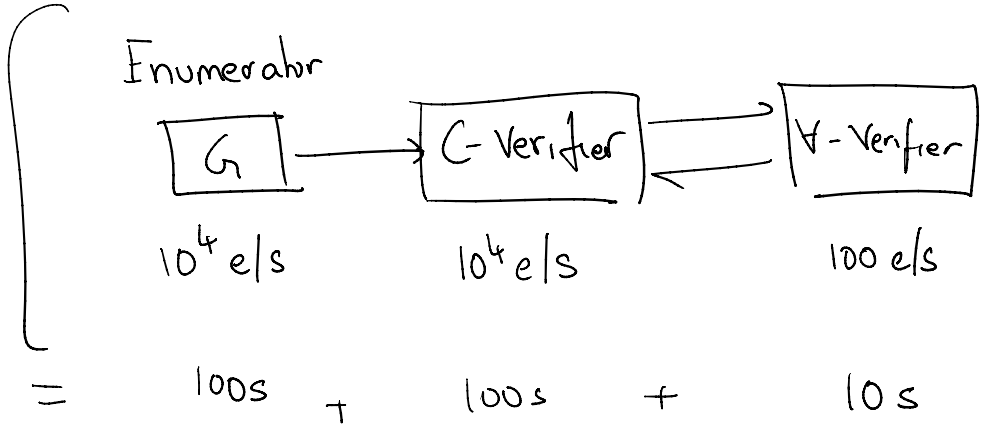 Enumerator
G
C-Verifier
∀-Verifier
10⁴ e/s
10⁴ e/s
100 e/s
= 100s + 100s + 10s